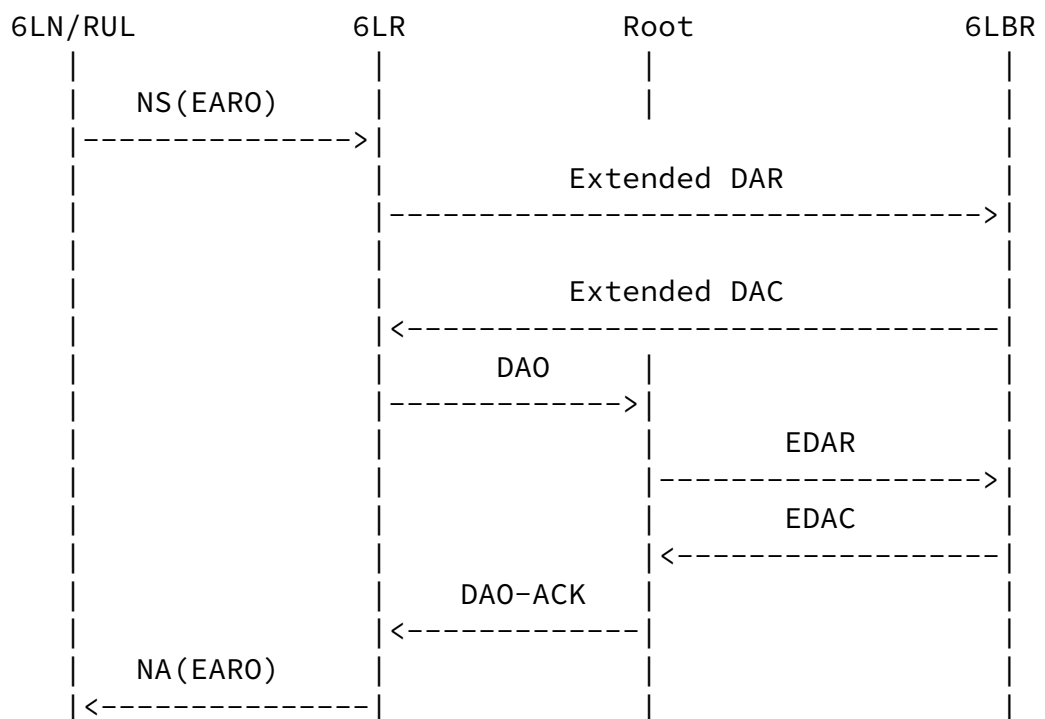 6LN/RUL 6LR Root 6LBR
NS(EARO)
Extended DAR
Extended DAC
DAO
EDAR
EDAC
DAO-ACK
NA(EARO)